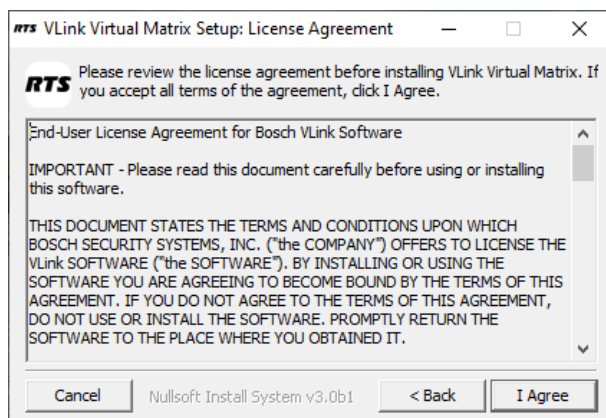 RTS VLink Virtual Matrix Setup: License Agreement
RTS
Please review the license agreement before installing VLink Virtual Matrix. If
you accept all terms of the agreement, click I Agree.
End-User License Agreement for Bosch VLink Software
IMPORTANT - Please read this document carefully before using or installing
this software.
THIS DOCUMENT STATES THE TERMS AND CONDITIONS UPON WHICH
BOSCH SECURITY SYSTEMS, INC. ("the COMPANY") OFFERS TO LICENSE THE
VLink SOFTWARE ("the SOFTWARE"). BY INSTALLING OR USING THE
SOFTWARE YOU ARE AGREEING TO BECOME BOUND BY THE TERMS OF THIS
AGREEMENT. IF YOU DO NOT AGREE TO THE TERMS OF THIS AGREEMENT,
DO NOT USE OR INSTALL THE SOFTWARE. PROMPTLY RETURN THE
SOFTWARE TO THE PLACE WHERE YOU OBTAINED IT.
Cancel Nullsoft Install System v3.0b1 < Back I Agree